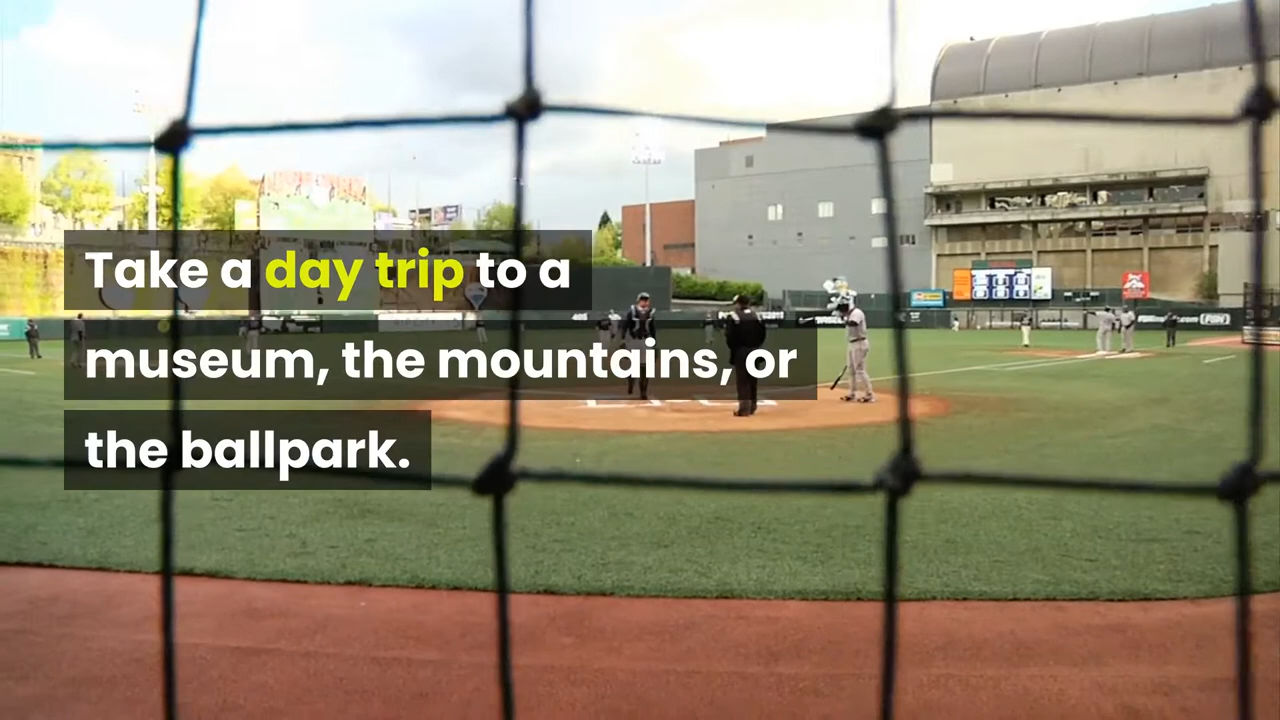 Take a day trip to a
museum, the mountains, or
the ballpark.